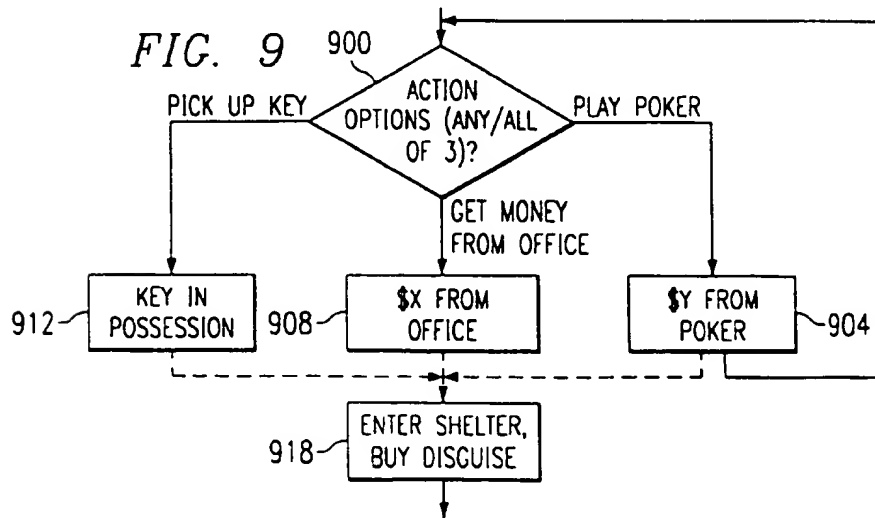 FIG. 9
900
ACTION
OPTIONS (ANY/ALL
OF 3)?
PICK UP KEY
PLAY POKER
GET MONEY
FROM OFFICE
912
KEY IN
POSSESSION
908
$X FROM
OFFICE
$Y FROM
POKER
904
918
ENTER SHELTER,
BUY DISGUISE